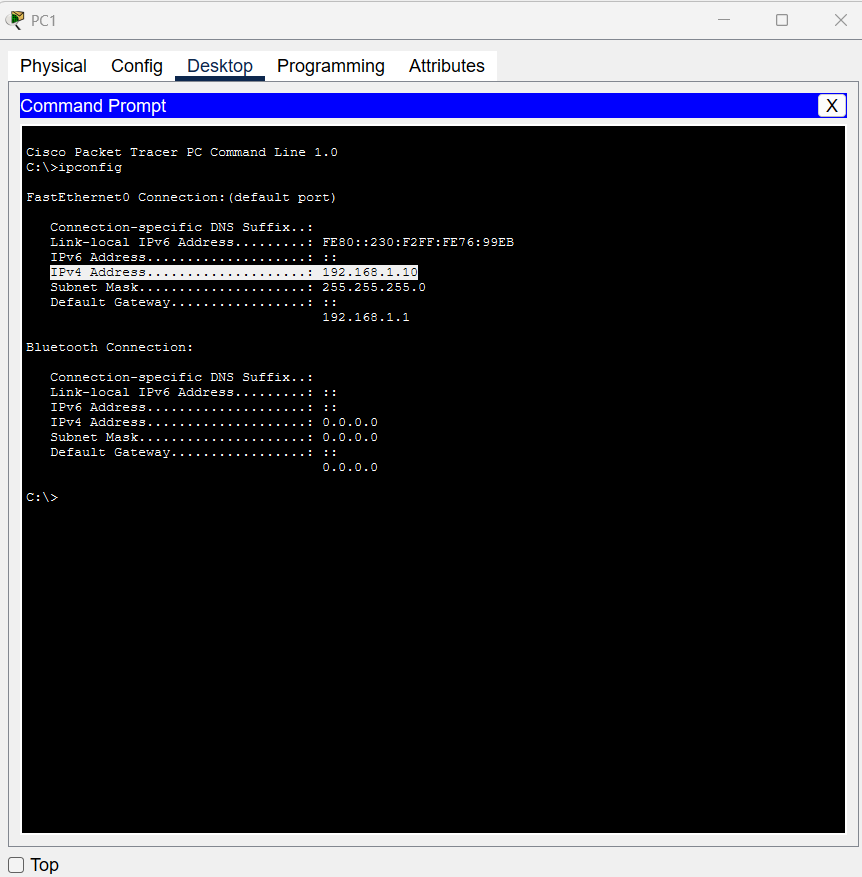 PC1
Physical Config Desktop Programming Attributes
Command Prompt X
Cisco Packet Tracer PC Command Line 1.0
C:\>ipconfig
FastEthernet0 Connection:(default port)
Connection-specific DNS Suffix..:
Link-local IPv6 Address.........: FE80::230:F2FF:FE76:99EB
IPv6 Address....................: ::
IPv4 Address....................: 192.168.1.10
Subnet Mask.....................: 255.255.255.0
Default Gateway.................: ::
192.168.1.1
Bluetooth Connection:
Connection-specific DNS Suffix..:
Link-local IPv6 Address.........: ::
IPv6 Address....................: ::
IPv4 Address....................: 0.0.0.0
Subnet Mask.....................: 0.0.0.0
Default Gateway.................: ::
0.0.0.0
C:\>
Top